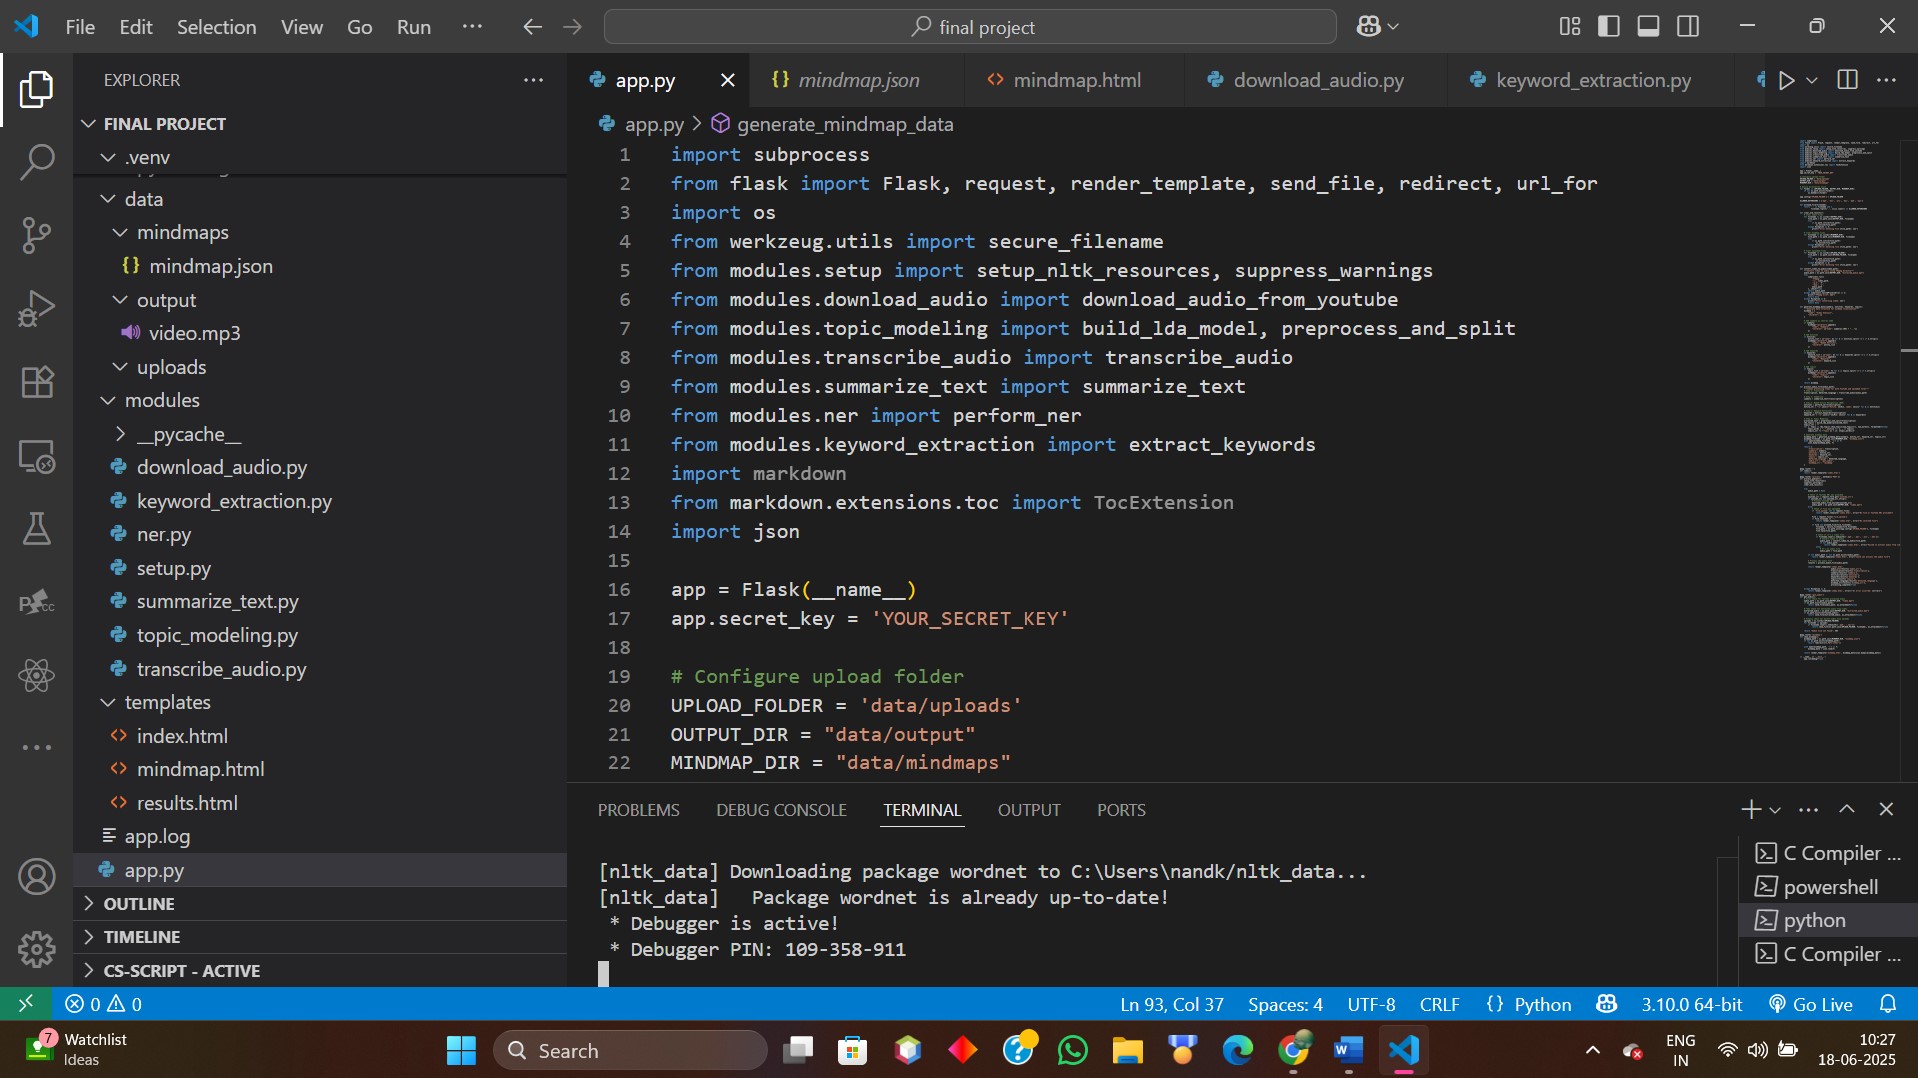 File Edit Selection View Go Run ···
final project
EXPLORER
FINAL PROJECT
.venv
data
mindmaps
{} mindmap.json
output
video.mp3
uploads
modules
__pycache__
download_audio.py
keyword_extraction.py
ner.py
setup.py
summarize_text.py
topic_modeling.py
transcribe_audio.py
templates
<> index.html
<> mindmap.html
<> results.html
app.log
app.py
OUTLINE
TIMELINE
CS-SCRIPT - ACTIVE
app.py {} mindmap.json <> mindmap.html download_audio.py keyword_extraction.py
app.py > generate_mindmap_data
1 import subprocess
2 from flask import Flask, request, render_template, send_file, redirect, url_for
3 import os
4 from werkzeug.utils import secure_filename
5 from modules.setup import setup_nltk_resources, suppress_warnings
6 from modules.download_audio import download_audio_from_youtube
7 from modules.topic_modeling import build_lda_model, preprocess_and_split
8 from modules.transcribe_audio import transcribe_audio
9 from modules.summarize_text import summarize_text
10 from modules.ner import perform_ner
11 from modules.keyword_extraction import extract_keywords
12 import markdown
13 from markdown.extensions.toc import TocExtension
14 import json
15
16 app = Flask(__name__)
17 app.secret_key = 'YOUR_SECRET_KEY'
18
19 # Configure upload folder
20 UPLOAD_FOLDER = 'data/uploads'
21 OUTPUT_DIR = "data/output"
22 MINDMAP_DIR = "data/mindmaps"
PROBLEMS DEBUG CONSOLE TERMINAL OUTPUT PORTS
[nltk_data] Downloading package wordnet to C:\Users\nandk/nltk_data...
[nltk_data]   Package wordnet is already up-to-date!
* Debugger is active!
* Debugger PIN: 109-358-911
C Compiler ...
powershell
python
C Compiler ...
0 0 Ln 93, Col 37 Spaces: 4 UTF-8 CRLF {} Python 3.10.0 64-bit Go Live
7 Watchlist
Ideas
Search
ENG
IN
10:27
18-06-2025